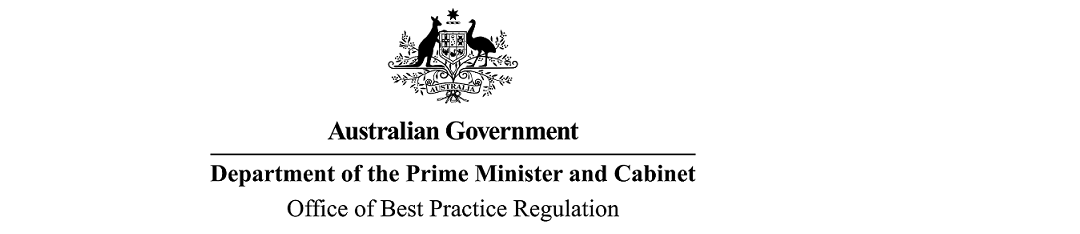 AUSTRALIA
Australian Government
Department of the Prime Minister and Cabinet
Office of Best Practice Regulation